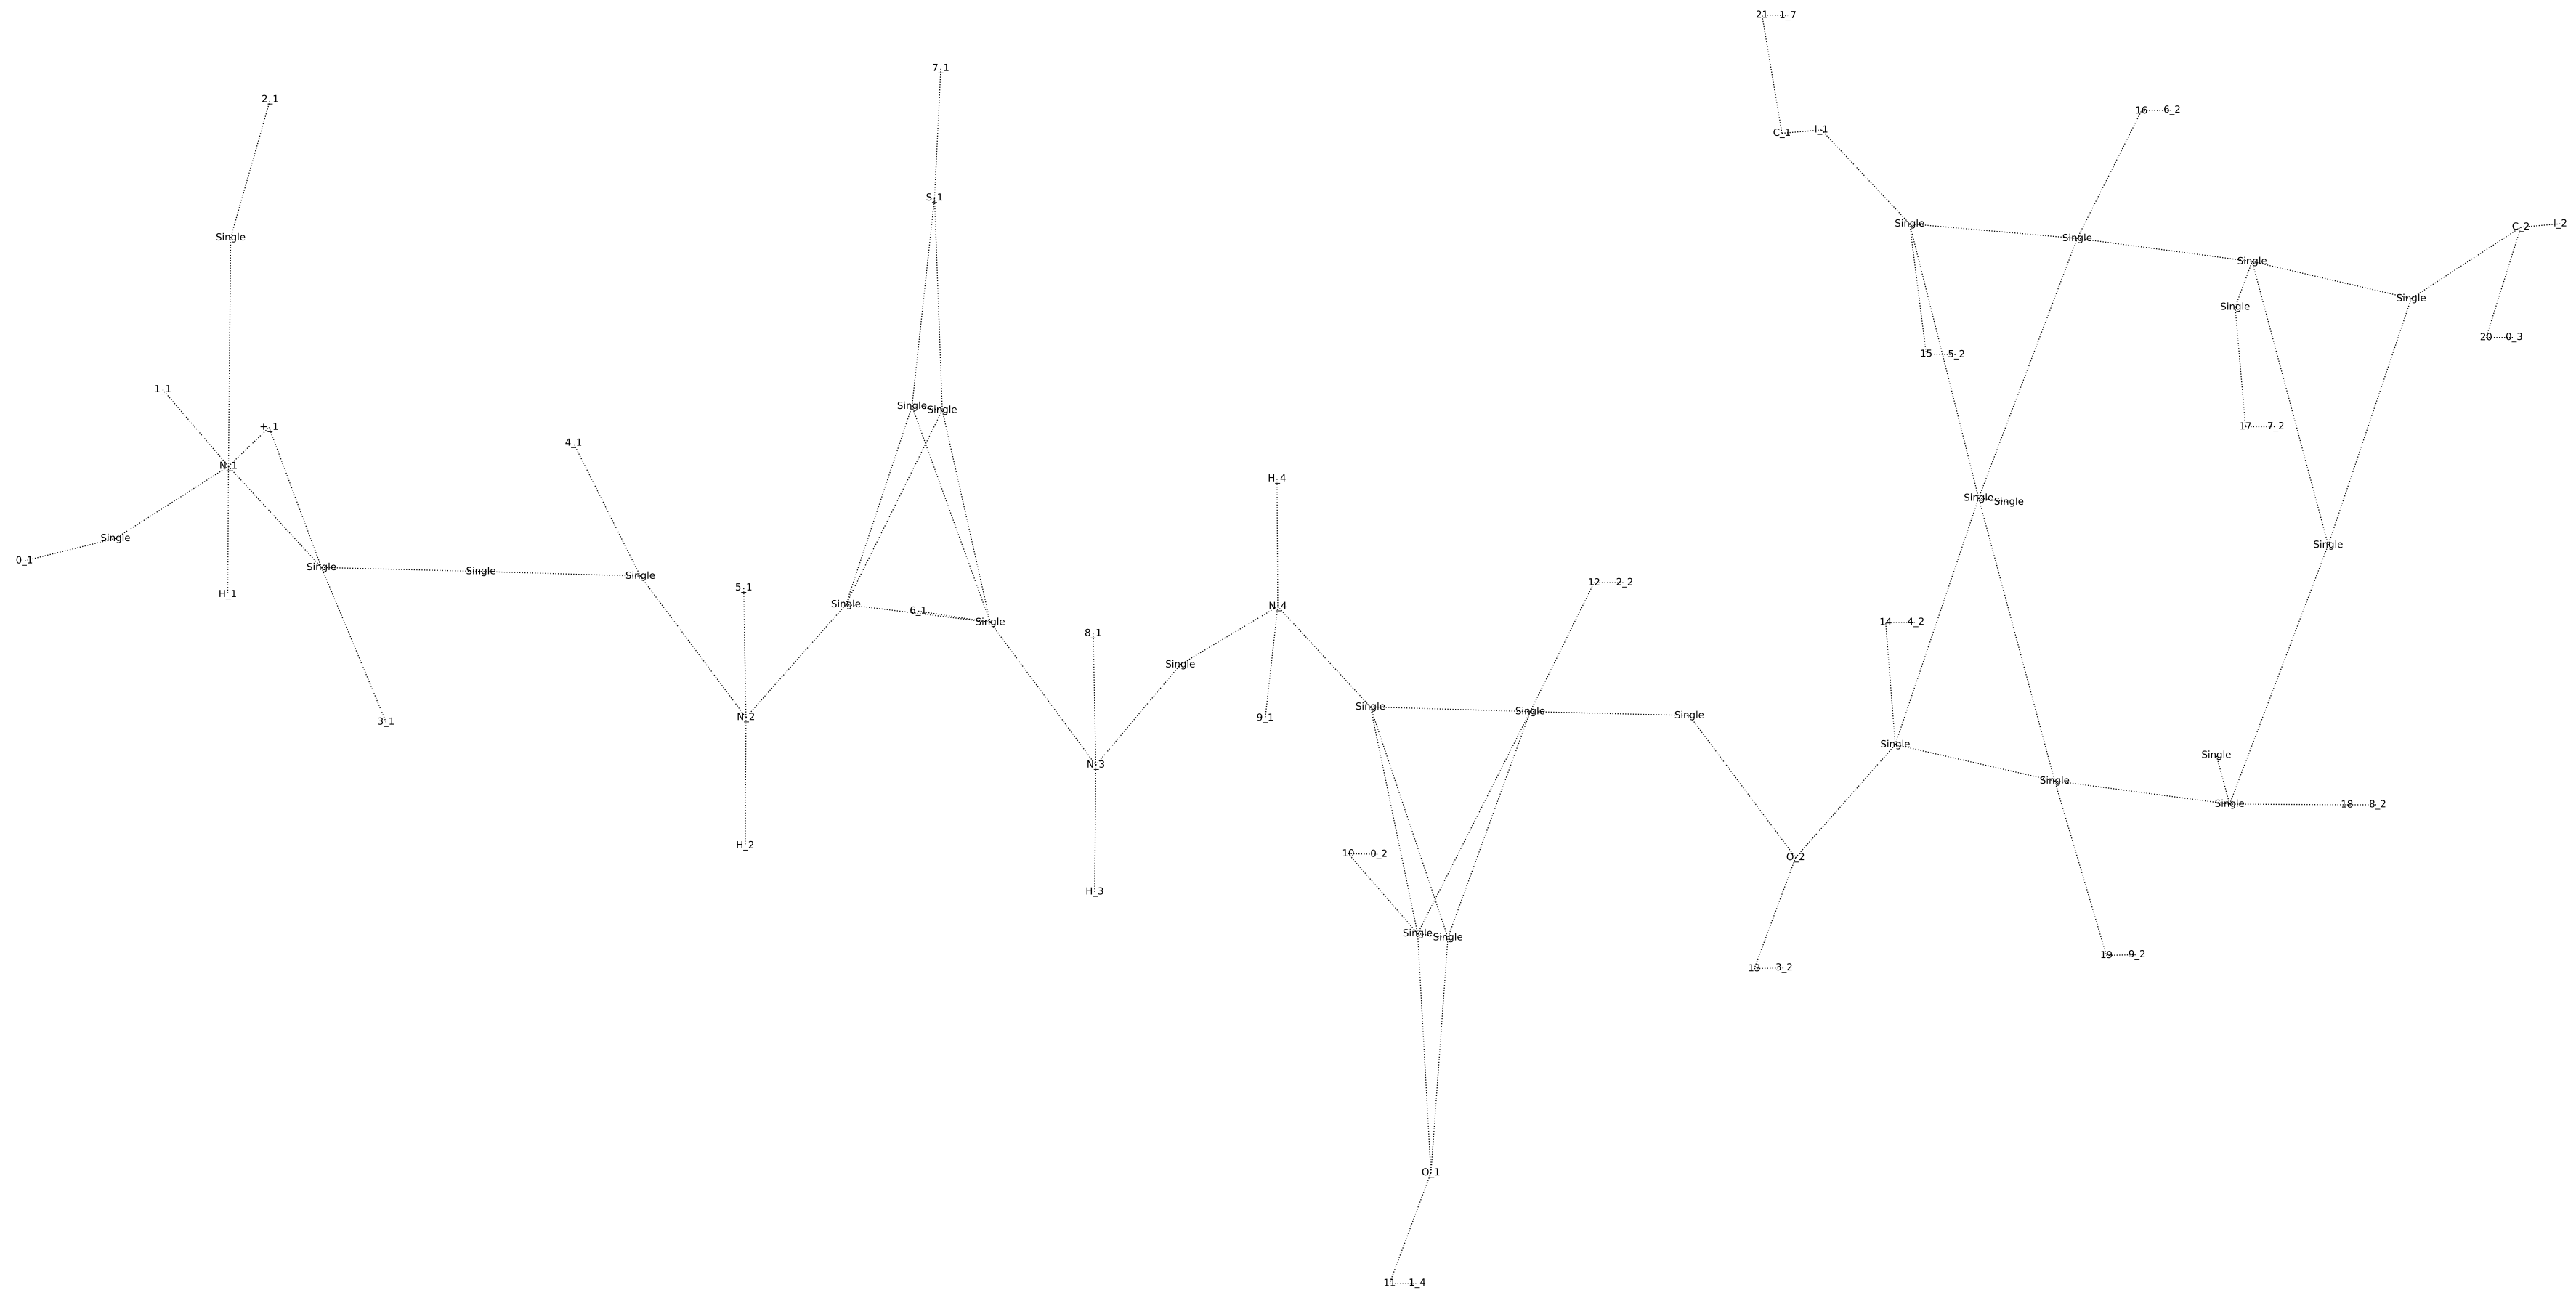 21 1_7
7_1
2_1
16 6_2
C_1 I_1
S_1
Single
C_2 I_2
Single
Single
Single
Single
Single
20 0_3
15 5_2
1_1
Single Single
17 7_2
+_1
4_1
N_1
H_4
Single Single
Single
Single
0_1
Single
Single
Single
12 2_2
5_1
H_1
Single
N_4
6_1
Single
14 4_2
8_1
Single
Single
Single
Single
N_2
9_1
3_1
Single
Single
N_3
Single
Single
18 8_2
H_2
10 0_2
O_2
H_3
Single Single
19 9_2
13 3_2
O_1
11 1_4